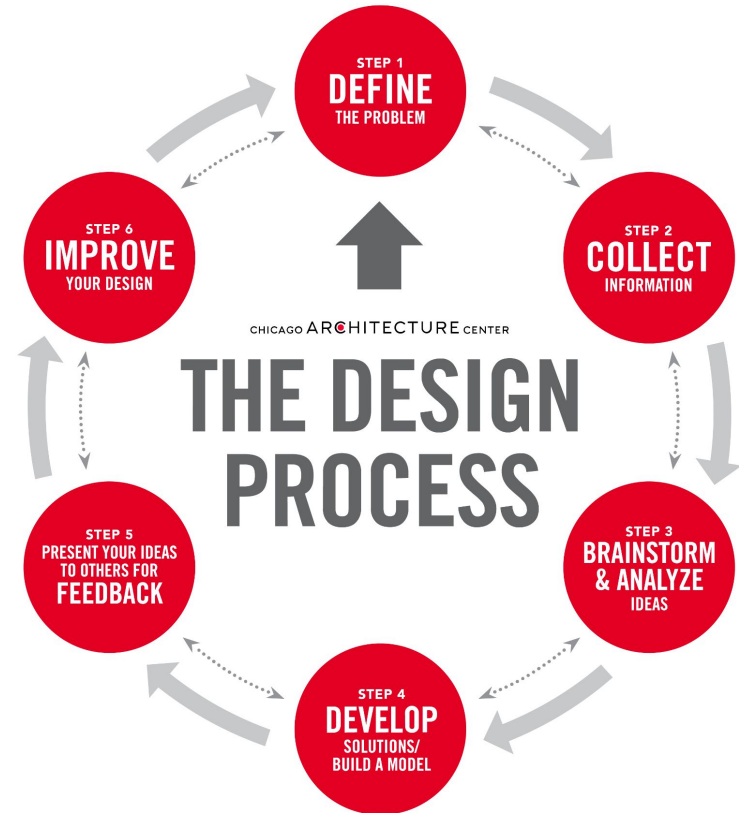 STEP 1
DEFINE
THE PROBLEM
STEP 2
COLLECT
INFORMATION
STEP 3
BRAINSTORM
& ANALYZE
IDEAS
STEP 4
DEVELOP
SOLUTIONS/
BUILD A MODEL
STEP 5
PRESENT YOUR IDEAS
TO OTHERS FOR
FEEDBACK
STEP 6
IMPROVE
YOUR DESIGN
CHICAGO ARCHITECTURE CENTER
THE DESIGN
PROCESS